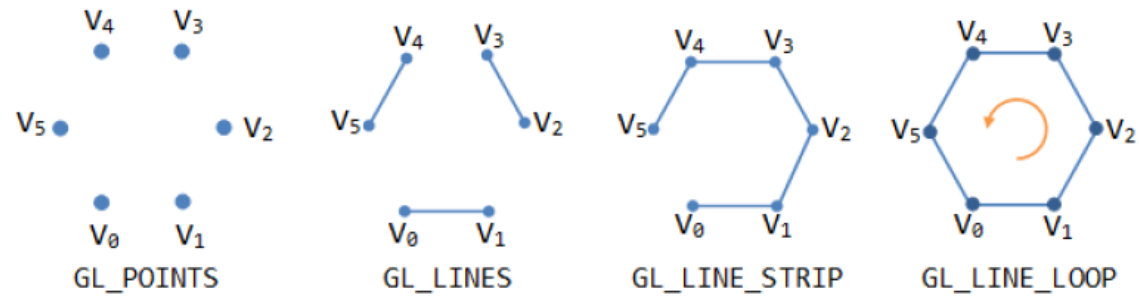 V4 V3
V5 V2
V0 V1
GL_POINTS
V4 V3
V5 V2
V0 V1
GL_LINES
V4 V3
V5 V2
V0 V1
GL_LINE_STRIP
V4 V3
V5 V2
V0 V1
GL_LINE_LOOP